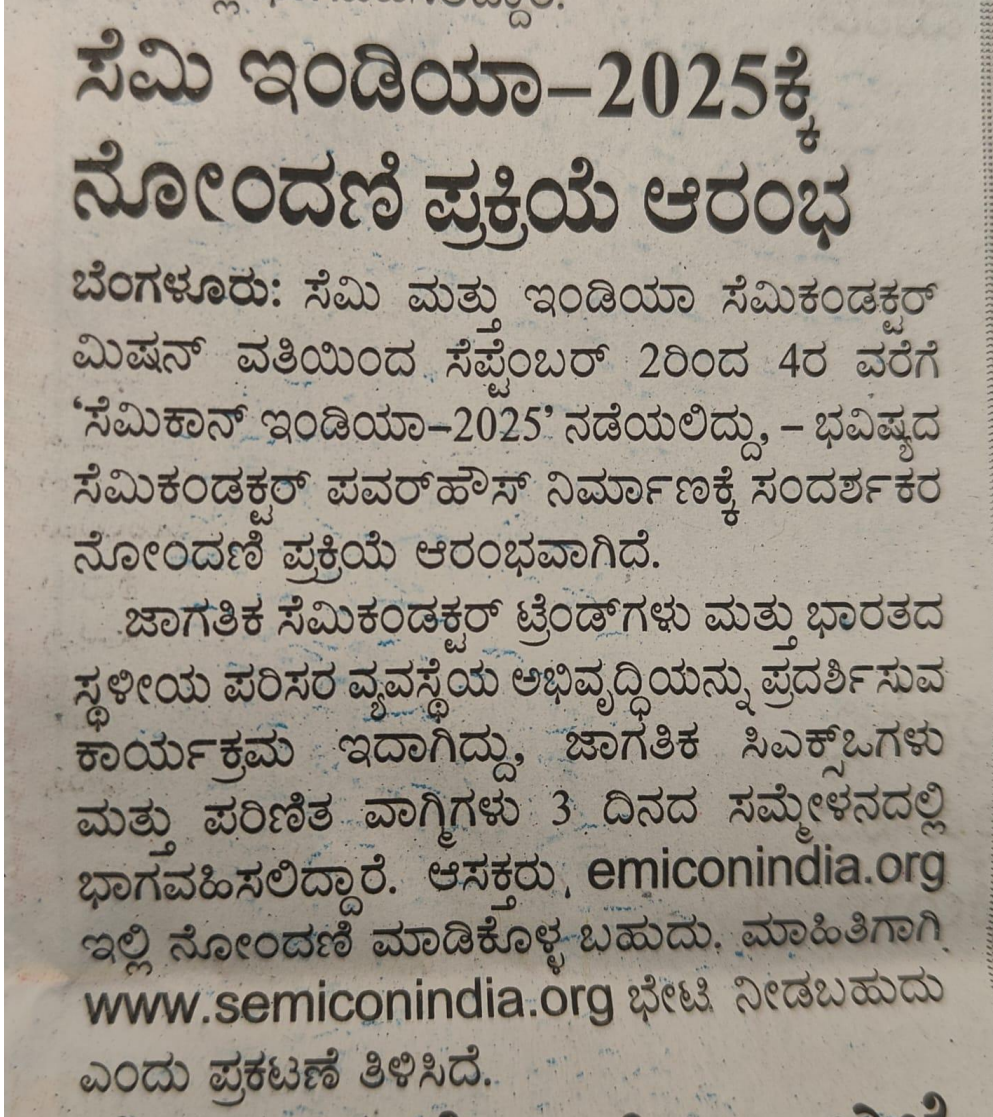 ಸೆಮಿ ಇಂಡಿಯಾ–2025ಕ್ಕೆ
ನೋಂದಣಿ ಪ್ರಕ್ರಿಯೆ ಆರಂಭ
ಬೆಂಗಳೂರು: ಸೆಮಿ ಮತ್ತು ಇಂಡಿಯಾ ಸೆಮಿಕಂಡಕ್ಟರ್
ಮಿಷನ್ ವತಿಯಿಂದ ಸೆಪ್ಟೆಂಬರ್ 2ರಿಂದ 4ರ ವರೆಗೆ
‘ಸೆಮಿಕಾನ್ ಇಂಡಿಯಾ–2025’ ನಡೆಯಲಿದ್ದು, – ಭವಿಷ್ಯದ
ಸೆಮಿಕಂಡಕ್ಟರ್ ಪವರ್‌ಹೌಸ್ ನಿರ್ಮಾಣಕ್ಕೆ ಸಂದರ್ಶಕರ
ನೋಂದಣಿ ಪ್ರಕ್ರಿಯೆ ಆರಂಭವಾಗಿದೆ.
ಜಾಗತಿಕ ಸೆಮಿಕಂಡಕ್ಟರ್ ಟ್ರೆಂಡ್‌ಗಳು ಮತ್ತು ಭಾರತದ
ಸ್ಥಳೀಯ ಪರಿಸರ ವ್ಯವಸ್ಥೆಯ ಅಭಿವೃದ್ಧಿಯನ್ನು ಪ್ರದರ್ಶಿಸುವ
ಕಾರ್ಯಕ್ರಮ ಇದಾಗಿದ್ದು, ಜಾಗತಿಕ ಸಿಎಕ್ಸ್‌ಒಗಳು
ಮತ್ತು ಪರಿಣಿತ ವಾಗ್ಮಿಗಳು 3 ದಿನದ ಸಮ್ಮೇಳನದಲ್ಲಿ
ಭಾಗವಹಿಸಲಿದ್ದಾರೆ. ಆಸಕ್ತರು, emiconindia.org
ಇಲ್ಲಿ ನೋಂದಣಿ ಮಾಡಿಕೊಳ್ಳ ಬಹುದು. ಮಾಹಿತಿಗಾಗಿ
www.semiconindia.org ಭೇಟಿ ನೀಡಬಹುದು
ಎಂದು ಪ್ರಕಟಣೆ ತಿಳಿಸಿದೆ.